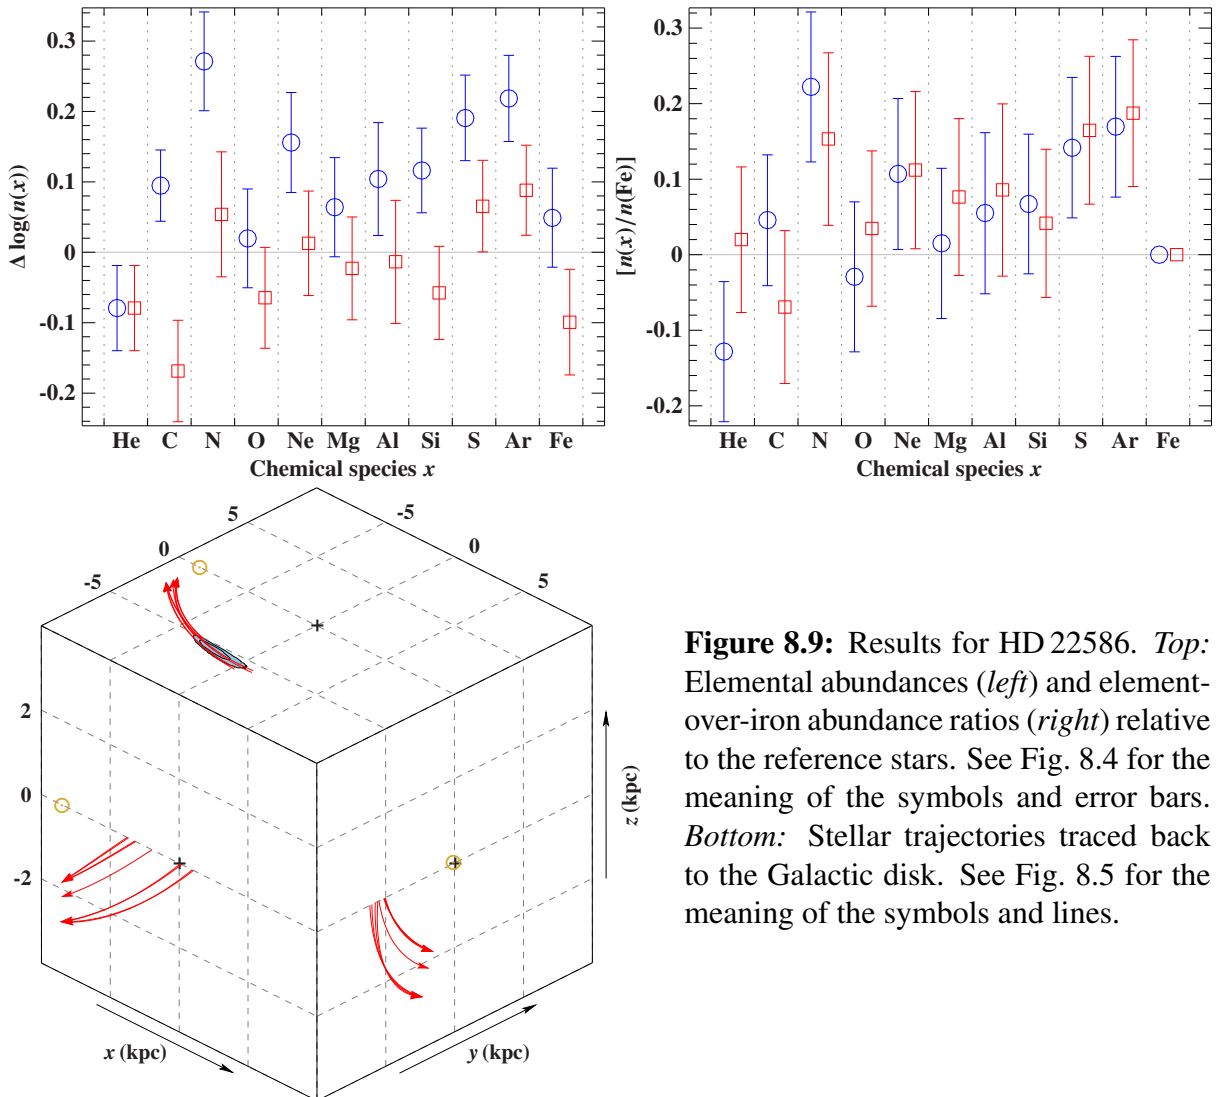 0.3
0.2
0.1
0
-0.1
-0.2
Δ log(n(x))
He C N O Ne Mg Al Si S Ar Fe
Chemical species x
0.3
0.2
0.1
0
-0.1
-0.2
[n(x)/n(Fe)]
He C N O Ne Mg Al Si S Ar Fe
Chemical species x
5
0
-5
-5
0
5
2
0
-2
x (kpc)
y (kpc)
z (kpc)
Figure 8.9: Results for HD 22586. Top:
Elemental abundances (left) and element-
over-iron abundance ratios (right) relative
to the reference stars. See Fig. 8.4 for the
meaning of the symbols and error bars.
Bottom: Stellar trajectories traced back
to the Galactic disk. See Fig. 8.5 for the
meaning of the symbols and lines.